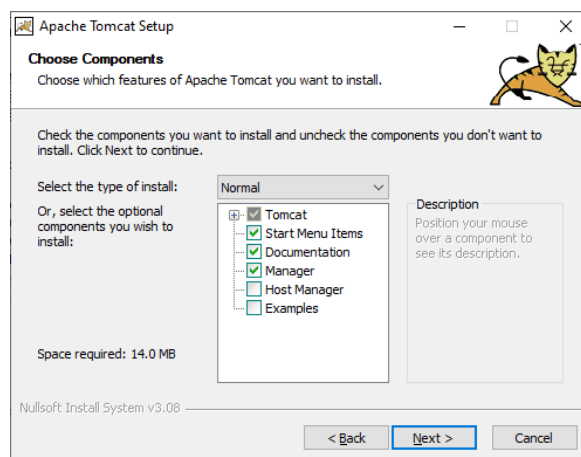 Apache Tomcat Setup
Choose Components
Choose which features of Apache Tomcat you want to install.
Check the components you want to install and uncheck the components you don't want to
install. Click Next to continue.
Select the type of install:
Normal
Or, select the optional
components you wish to
install:
Tomcat
Start Menu Items
Documentation
Manager
Host Manager
Examples
Description
Position your mouse
over a component to
see its description.
Space required: 14.0 MB
Nullsoft Install System v3.08
< Back
Next >
Cancel